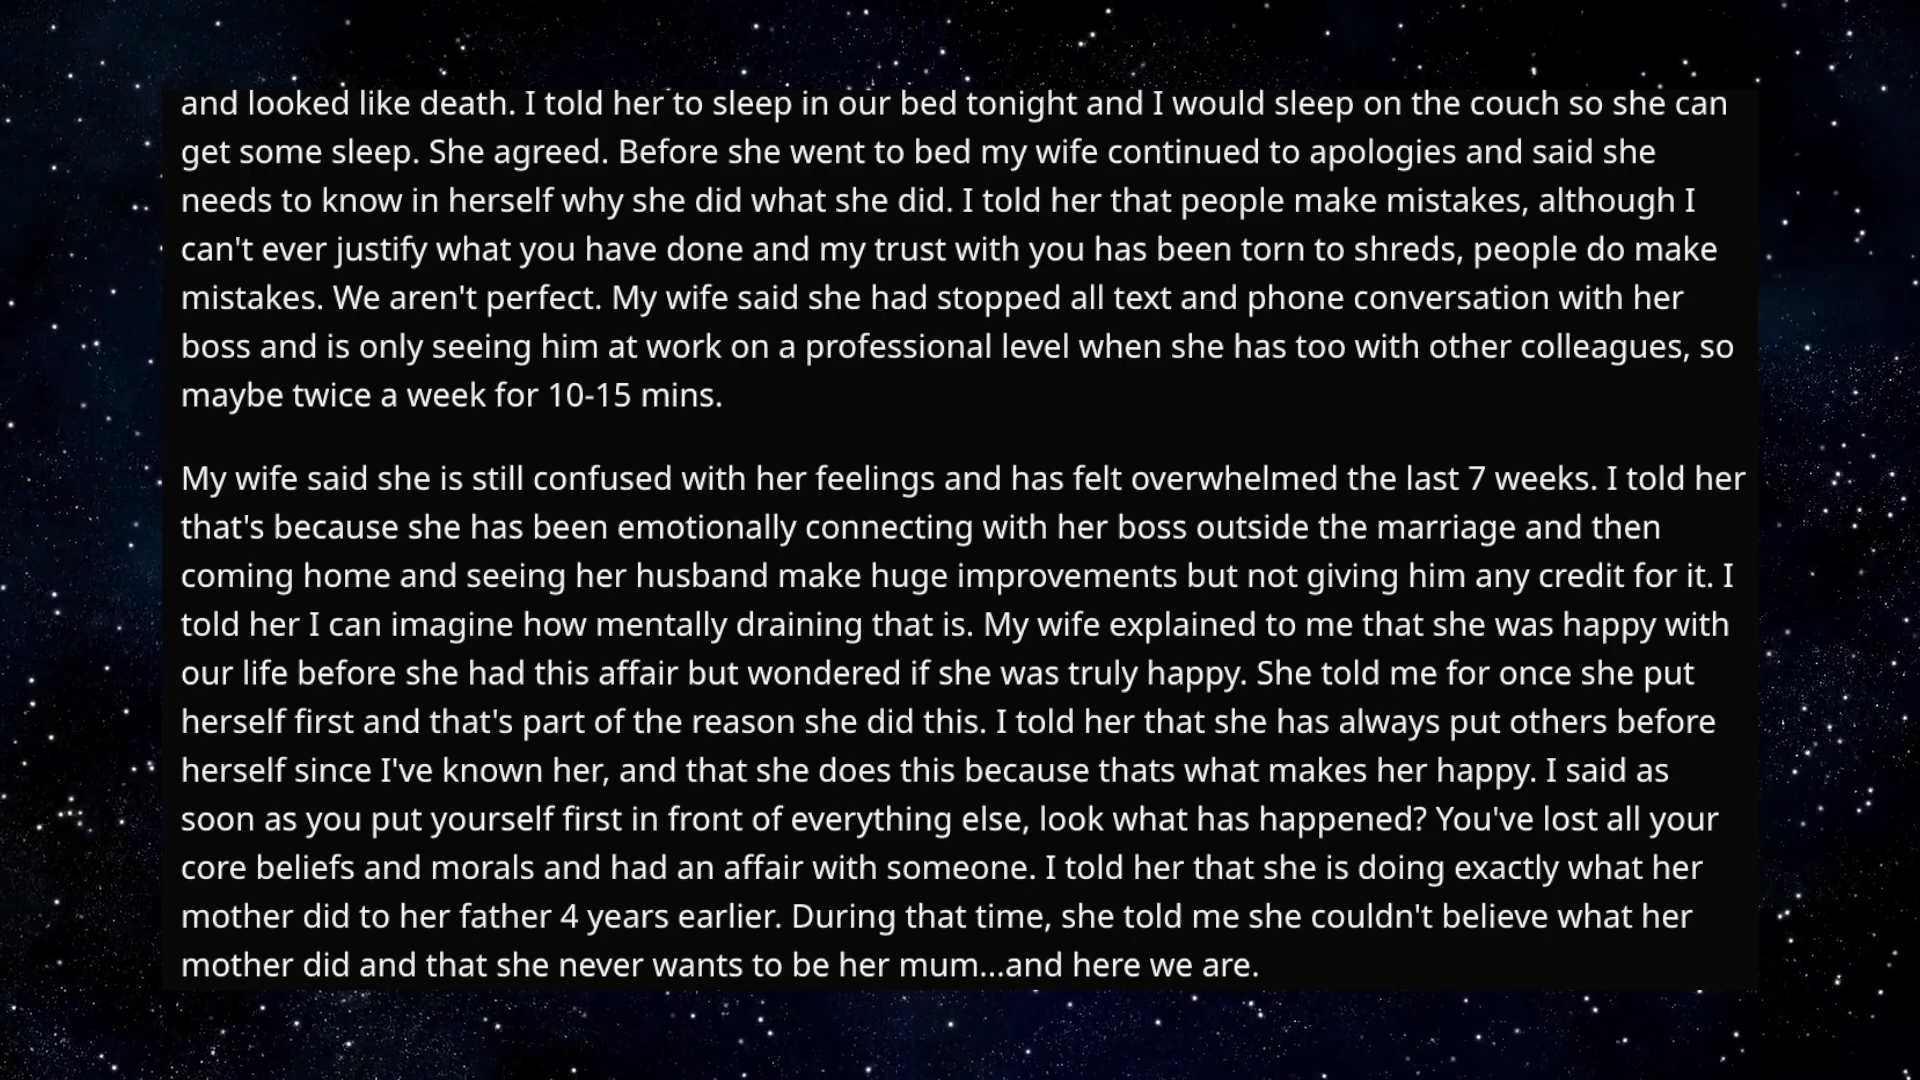 and looked like death. I told her to sleep in our bed tonight and I would sleep on the couch so she can
get some sleep. She agreed. Before she went to bed my wife continued to apologies and said she
needs to know in herself why she did what she did. I told her that people make mistakes, although I
can't ever justify what you have done and my trust with you has been torn to shreds, people do make
mistakes. We aren't perfect. My wife said she had stopped all text and phone conversation with her
boss and is only seeing him at work on a professional level when she has too with other colleagues, so
maybe twice a week for 10-15 mins.
My wife said she is still confused with her feelings and has felt overwhelmed the last 7 weeks. I told her
that's because she has been emotionally connecting with her boss outside the marriage and then
coming home and seeing her husband make huge improvements but not giving him any credit for it. I
told her I can imagine how mentally draining that is. My wife explained to me that she was happy with
our life before she had this affair but wondered if she was truly happy. She told me for once she put
herself first and that's part of the reason she did this. I told her that she has always put others before
herself since I've known her, and that she does this because thats what makes her happy. I said as
soon as you put yourself first in front of everything else, look what has happened? You've lost all your
core beliefs and morals and had an affair with someone. I told her that she is doing exactly what her
mother did to her father 4 years earlier. During that time, she told me she couldn't believe what her
mother did and that she never wants to be her mum...and here we are.